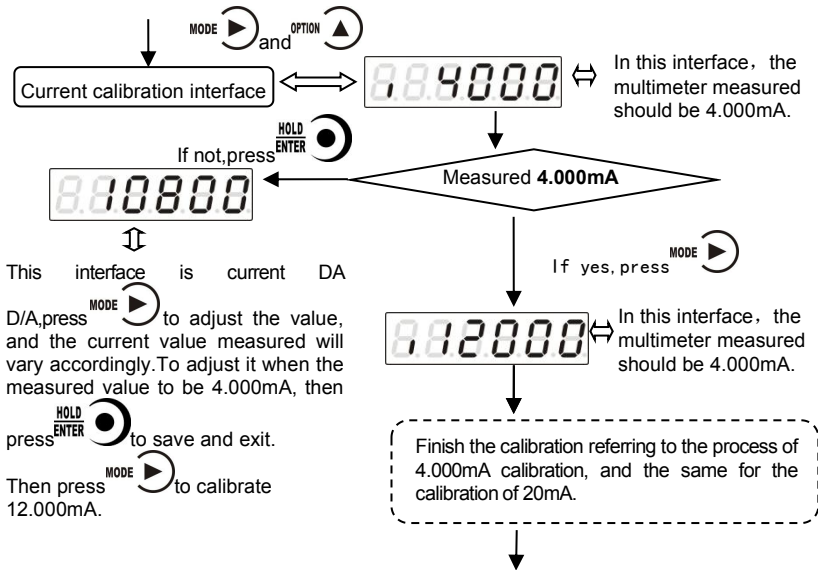 MODE and OPTION
Current calibration interface
i 4000
In this interface， the
multimeter measured
should be 4.000mA.
If not,press HOLD ENTER
10800
Measured 4.000mA
This interface is current DA
D/A,press MODE to adjust the value,
and the current value measured will
vary accordingly.To adjust it when the
measured value to be 4.000mA, then
press HOLD ENTER to save and exit.
Then press MODE to calibrate
12.000mA.
If yes,press MODE
i12000
In this interface， the
multimeter measured
should be 4.000mA.
Finish the calibration referring to the process of
4.000mA calibration, and the same for the
calibration of 20mA.